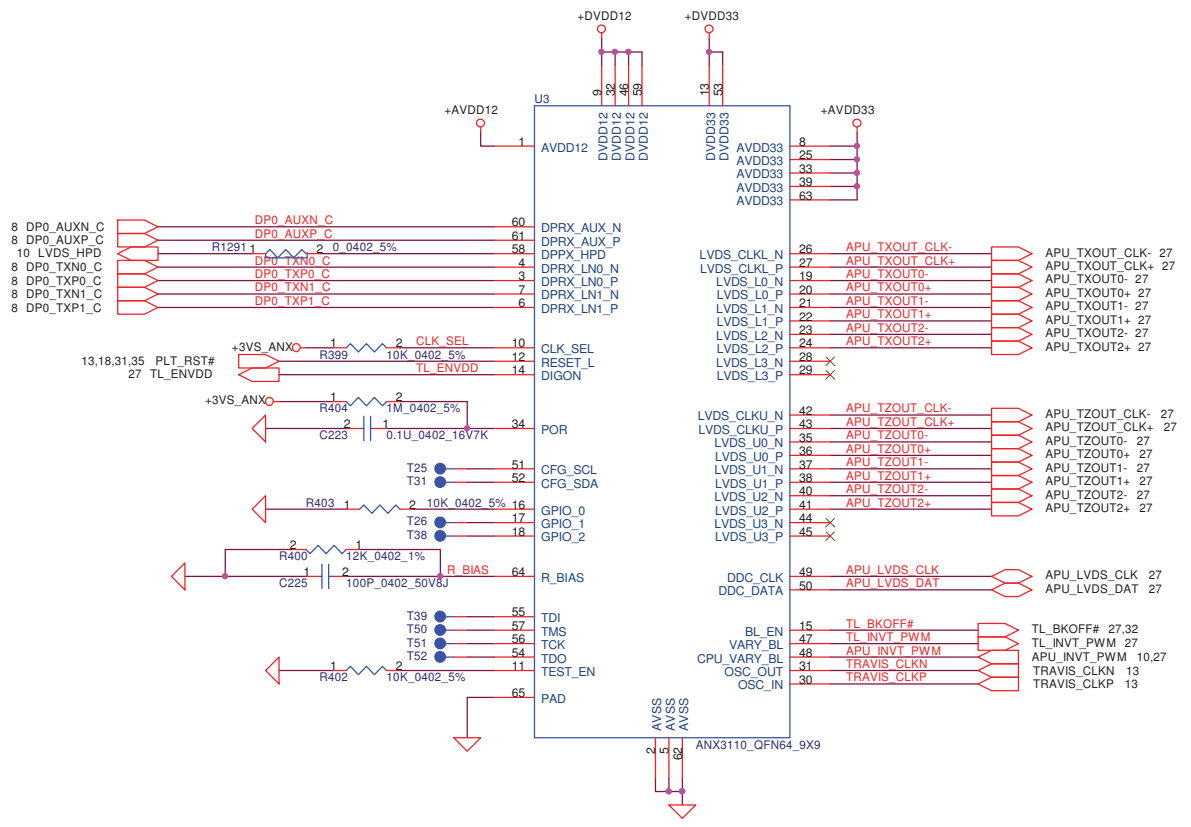 +DVDD12
+DVDD33
9
32
46
59
13
53
U3
+AVDD12
+AVDD33
DVDD12
DVDD12
DVDD12
DVDD12
DVDD33
DVDD33
1 AVDD12
AVDD33 8
AVDD33 25
AVDD33 33
AVDD33 39
AVDD33 63
8 DP0_AUXN_C DP0_AUXN_C 60 DPRX_AUX_N
8 DP0_AUXP_C DP0_AUXP_C 61 DPRX_AUX_P
10 LVDS_HPD R1291 1 2 0_0402_5% 58 DPPX_HPD
8 DP0_TXN0_C DP0_TXN0_C 4 DPRX_LN0_N
8 DP0_TXP0_C DP0_TXP0_C 3 DPRX_LN0_P
8 DP0_TXN1_C DP0_TXN1_C 7 DPRX_LN1_N
8 DP0_TXP1_C DP0_TXP1_C 6 DPRX_LN1_P
LVDS_CLKL_N 26 APU_TXOUT_CLK- APU_TXOUT_CLK- 27
LVDS_CLKL_P 27 APU_TXOUT_CLK+ APU_TXOUT_CLK+ 27
LVDS_L0_N 19 APU_TXOUT0- APU_TXOUT0- 27
LVDS_L0_P 20 APU_TXOUT0+ APU_TXOUT0+ 27
LVDS_L1_N 21 APU_TXOUT1- APU_TXOUT1- 27
LVDS_L1_P 22 APU_TXOUT1+ APU_TXOUT1+ 27
LVDS_L2_N 23 APU_TXOUT2- APU_TXOUT2- 27
LVDS_L2_P 24 APU_TXOUT2+ APU_TXOUT2+ 27
LVDS_L3_N 28
LVDS_L3_P 29
+3VS_ANX 1 2 CLK_SEL 10 CLK_SEL
R399 10K_0402_5%
13,18,31,35 PLT_RST# 12 RESET_L
27 TL_ENVDD TL_ENVDD 14 DIGON
+3VS_ANX 1 2
R404 1M_0402_5%
2 1 34 POR
C223 0.1U_0402_16V7K
LVDS_CLKU_N 42 APU_TZOUT_CLK- APU_TZOUT_CLK- 27
LVDS_CLKU_P 43 APU_TZOUT_CLK+ APU_TZOUT_CLK+ 27
LVDS_U0_N 35 APU_TZOUT0- APU_TZOUT0- 27
LVDS_U0_P 36 APU_TZOUT0+ APU_TZOUT0+ 27
LVDS_U1_N 37 APU_TZOUT1- APU_TZOUT1- 27
LVDS_U1_P 38 APU_TZOUT1+ APU_TZOUT1+ 27
LVDS_U2_N 40 APU_TZOUT2- APU_TZOUT2- 27
LVDS_U2_P 41 APU_TZOUT2+ APU_TZOUT2+ 27
LVDS_U3_N 44
LVDS_U3_P 45
T25 51 CFG_SCL
T31 52 CFG_SDA
R403 1 2 10K_0402_5% 16 GPIO_0
T26 17 GPIO_1
T38 18 GPIO_2
2 1
R400 12K_0402_1%
1 2 R_BIAS 64 R_BIAS
C225 100P_0402_50V8J
DDC_CLK 49 APU_LVDS_CLK APU_LVDS_CLK 27
DDC_DATA 50 APU_LVDS_DAT APU_LVDS_DAT 27
T39 55 TDI
T50 57 TMS
T51 56 TCK
T52 54 TDO
1 2 11 TEST_EN
R402 10K_0402_5%
65 PAD
BL_EN 15 TL_BKOFF# TL_BKOFF# 27,32
VARY_BL 47 TL_INVT_PWM TL_INVT_PWM 27
CPU_VARY_BL 48 APU_INVT_PWM APU_INVT_PWM 10,27
OSC_OUT 31 TRAVIS_CLKN TRAVIS_CLKN 13
OSC_IN 30 TRAVIS_CLKP TRAVIS_CLKP 13
AVSS
AVSS
AVSS
ANX3110_QFN64_9X9
2
5
62